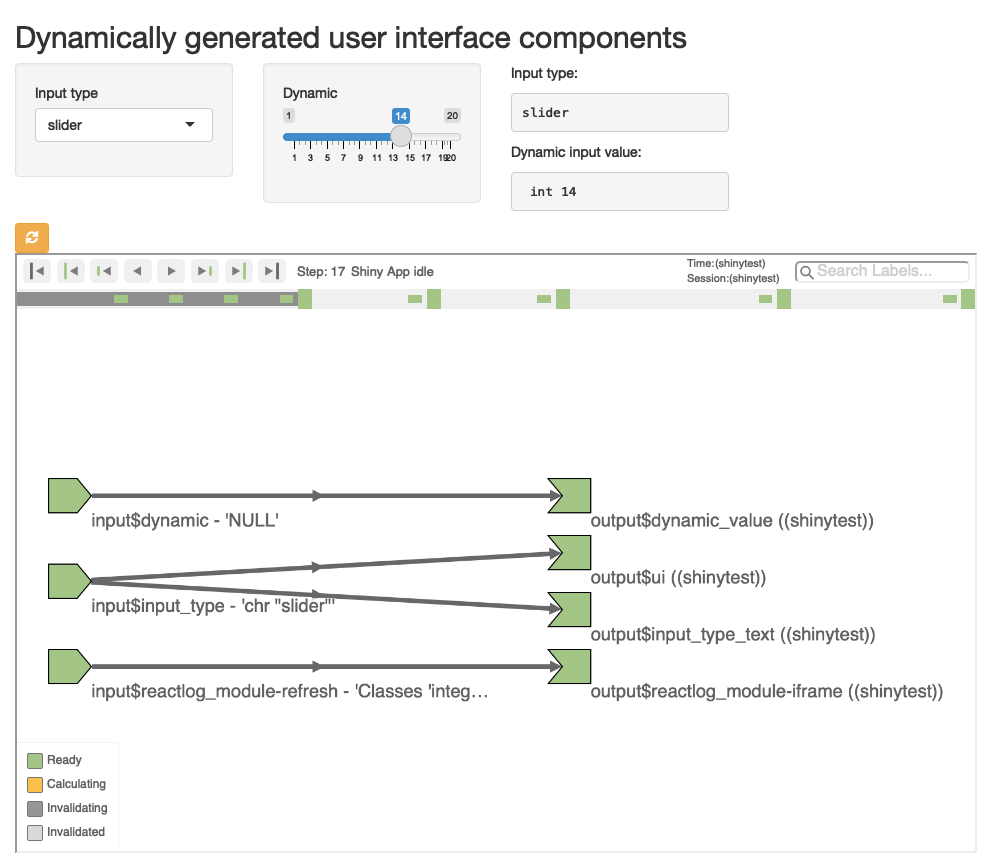 Dynamically generated user interface components
Input type
slider
Dynamic
1 14 20
1 3 5 7 9 11 13 15 17 19 20
Input type:
slider
Dynamic input value:
int 14
Step: 17 Shiny App idle
Time:(shinytest)
Session:(shinytest)
Search Labels...
input$dynamic - 'NULL'
output$dynamic_value ((shinytest))
output$ui ((shinytest))
input$input_type - 'chr "slider"'
output$input_type_text ((shinytest))
input$reactlog_module-refresh - 'Classes 'integ...
output$reactlog_module-iframe ((shinytest))
Ready
Calculating
Invalidating
Invalidated